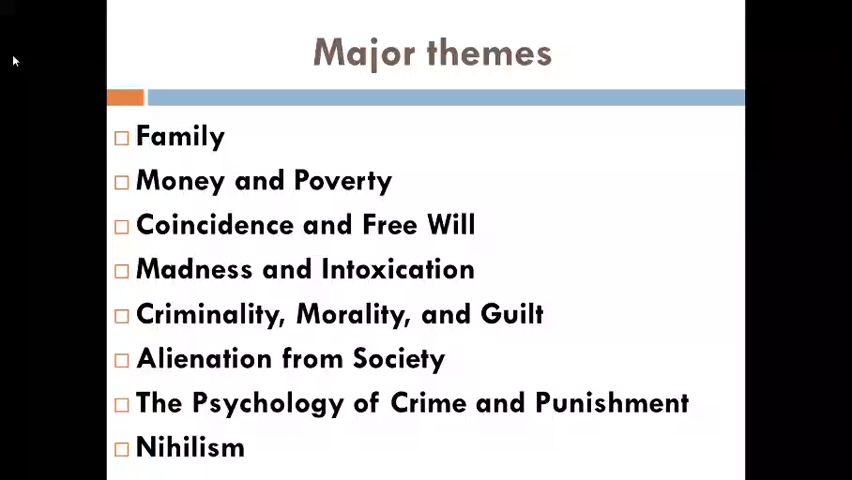 Major themes
Family
Money and Poverty
Coincidence and Free Will
Madness and Intoxication
Criminality, Morality, and Guilt
Alienation from Society
The Psychology of Crime and Punishment
Nihilism